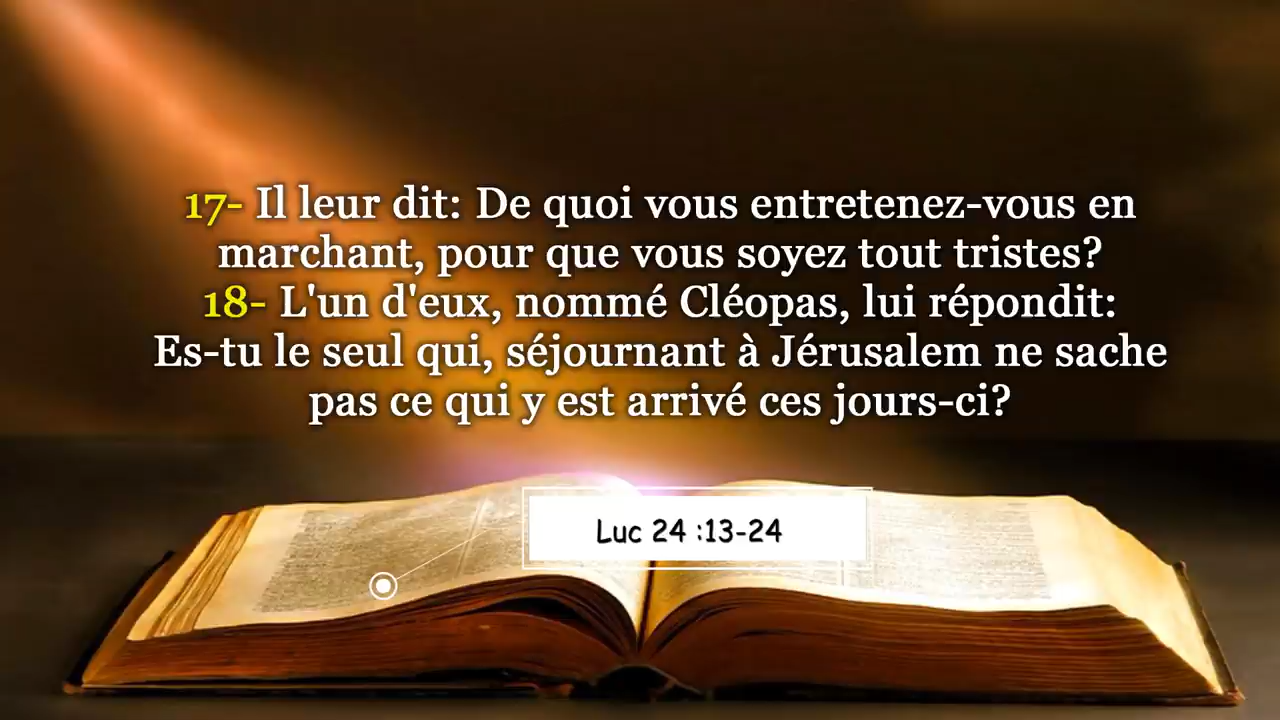 17- Il leur dit: De quoi vous entretenez-vous en
marchant, pour que vous soyez tout tristes?
18- L'un d'eux, nommé Cléopas, lui répondit:
Es-tu le seul qui, séjournant à Jérusalem ne sache
pas ce qui y est arrivé ces jours-ci?
Luc 24 :13-24